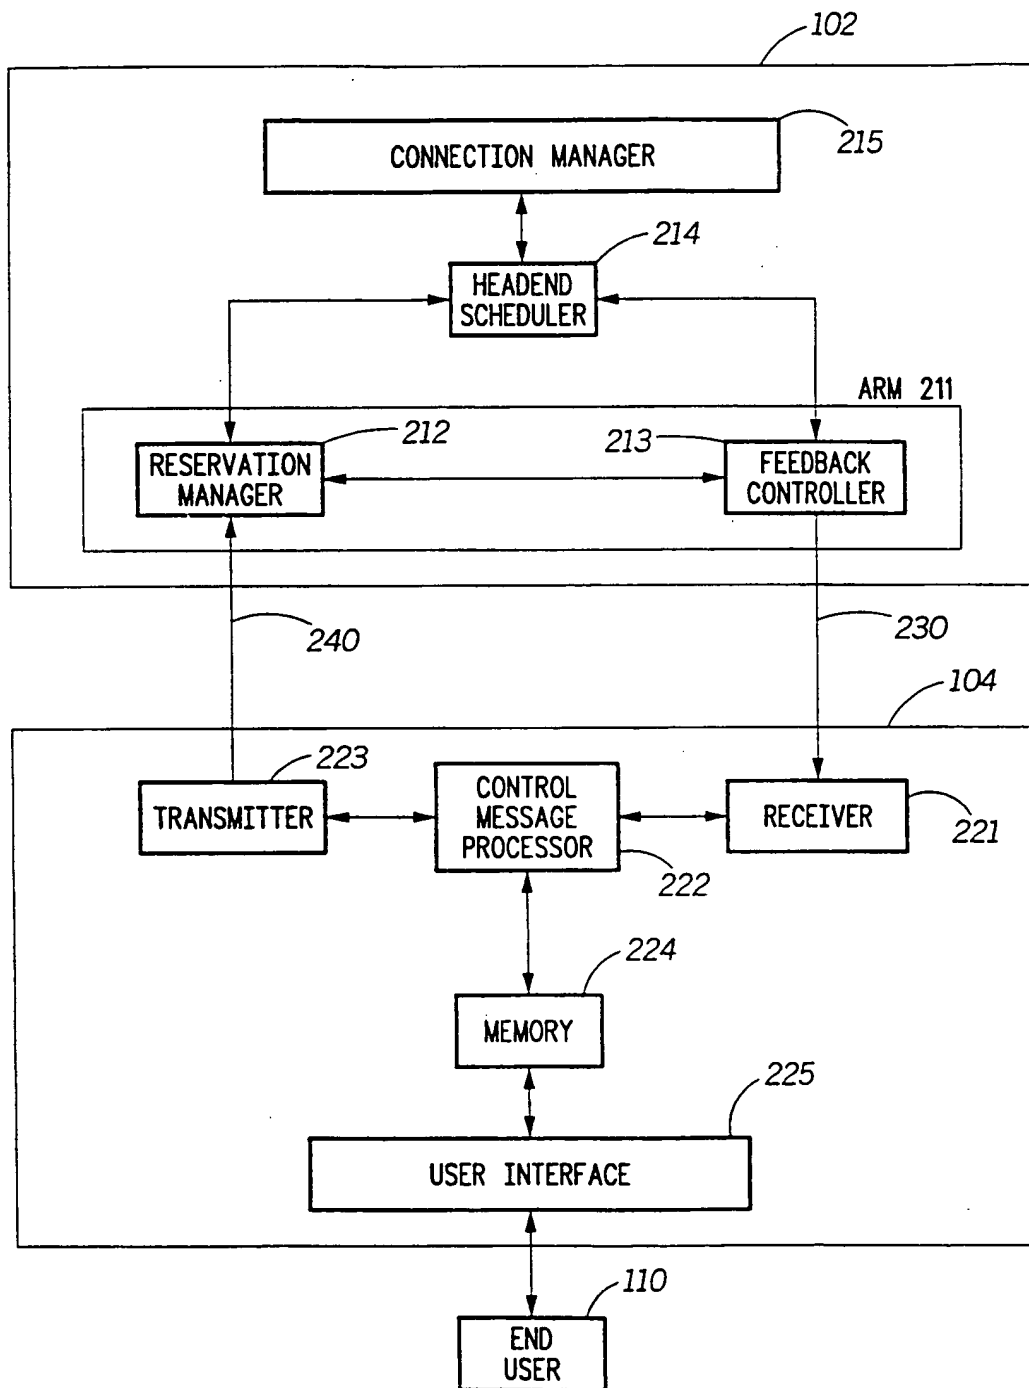 102
CONNECTION MANAGER
215
214
HEADEND
SCHEDULER
ARM 211
212
213
RESERVATION
MANAGER
FEEDBACK
CONTROLLER
240
230
104
223
TRANSMITTER
CONTROL
MESSAGE
PROCESSOR
222
RECEIVER
221
224
MEMORY
225
USER INTERFACE
110
END
USER